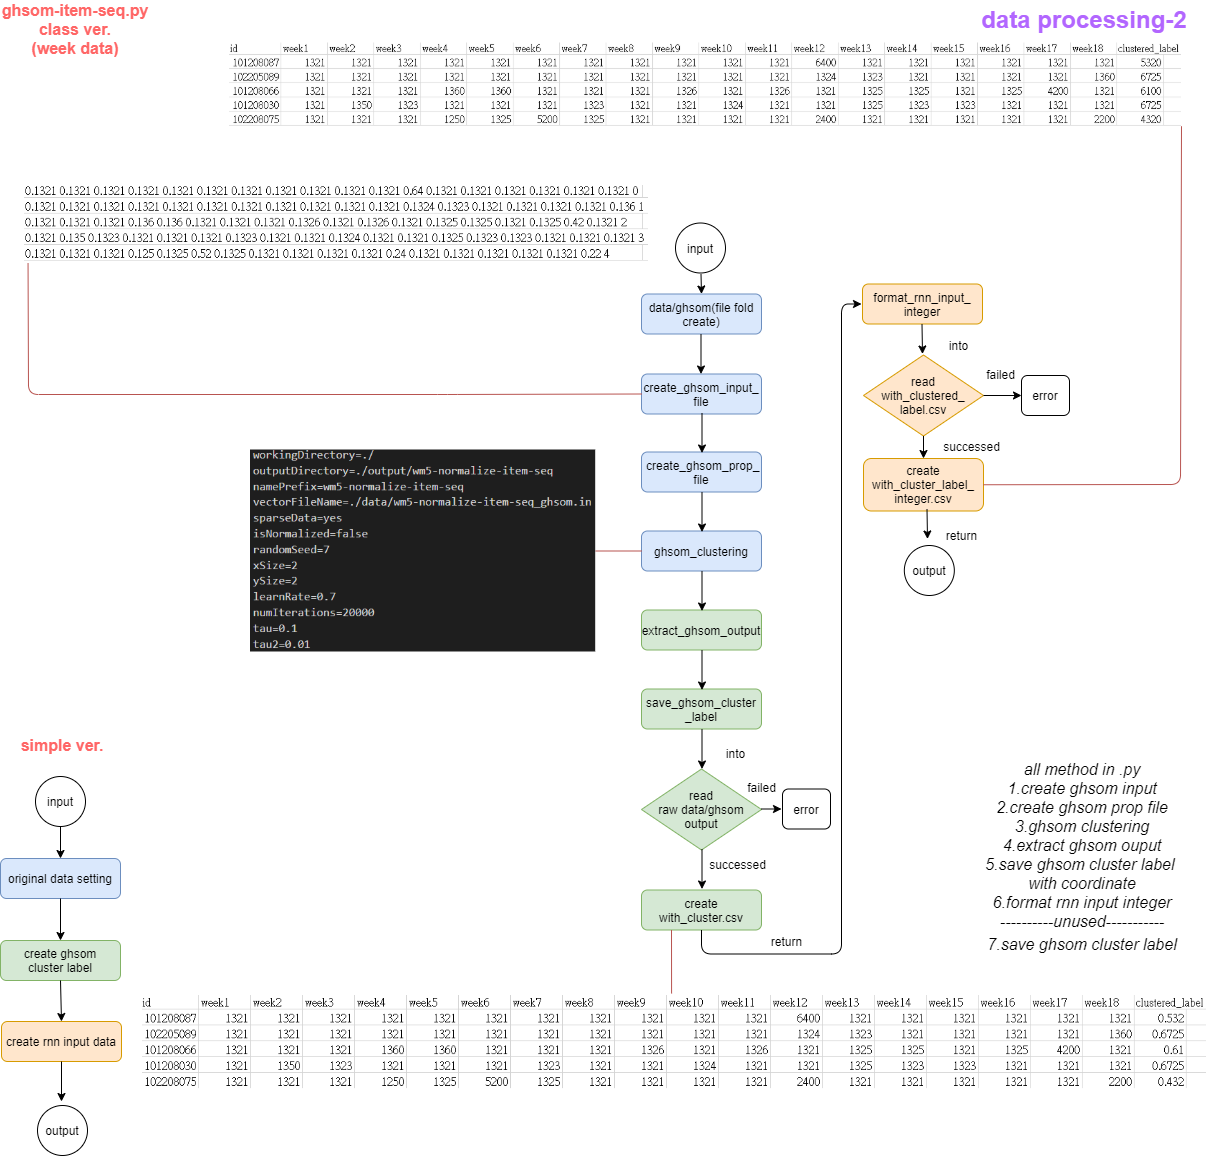 ghsom-item-seq.py
class ver.
(week data)
data processing-2
id week1 week2 week3 week4 week5 week6 week7 week8 week9 week10 week11 week12 week13 week14 week15 week16 week17 week18 clustered_label
101208087 1321 1321 1321 1321 1321 1321 1321 1321 1321 1321 1321 6400 1321 1321 1321 1321 1321 1321 5320
102205089 1321 1321 1321 1321 1321 1321 1321 1321 1321 1321 1321 1324 1323 1321 1321 1321 1321 1360 6725
101208066 1321 1321 1321 1360 1360 1321 1321 1321 1326 1321 1326 1321 1325 1325 1321 1325 4200 1321 6100
101208030 1321 1350 1323 1321 1321 1321 1323 1321 1321 1324 1321 1321 1325 1323 1323 1321 1321 1321 6725
102208075 1321 1321 1321 1250 1325 5200 1325 1321 1321 1321 1321 2400 1321 1321 1321 1321 1321 2200 4320
0.1321 0.1321 0.1321 0.1321 0.1321 0.1321 0.1321 0.1321 0.1321 0.1321 0.1321 0.64 0.1321 0.1321 0.1321 0.1321 0.1321 0.1321 0
0.1321 0.1321 0.1321 0.1321 0.1321 0.1321 0.1321 0.1321 0.1321 0.1321 0.1321 0.1324 0.1323 0.1321 0.1321 0.1321 0.1321 0.136 1
0.1321 0.1321 0.1321 0.136 0.136 0.1321 0.1321 0.1321 0.1326 0.1321 0.1326 0.1321 0.1325 0.1325 0.1321 0.1325 0.42 0.1321 2
0.1321 0.135 0.1323 0.1321 0.1321 0.1321 0.1323 0.1321 0.1321 0.1324 0.1321 0.1321 0.1325 0.1323 0.1323 0.1321 0.1321 0.1321 3
0.1321 0.1321 0.1321 0.125 0.1325 0.52 0.1325 0.1321 0.1321 0.1321 0.1321 0.24 0.1321 0.1321 0.1321 0.1321 0.1321 0.22 4
input
data/ghsom(file fold
create)
create_ghsom_input_
file
create_ghsom_prop_
file
ghsom_clustering
extract_ghsom_output
save_ghsom_cluster
_label
into
read
raw data/ghsom
output
failed
error
successed
create
with_cluster.csv
return
format_rnn_input_
integer
into
read
with_clustered_
label.csv
failed
error
successed
create
with_cluster_label_
integer.csv
return
output
workingDirectory=./
outputDirectory=./output/wm5-normalize-item-seq
namePrefix=wm5-normalize-item-seq
vectorFileName=./data/wm5-normalize-item-seq_ghsom.in
sparseData=yes
isNormalized=false
randomSeed=7
xSize=2
ySize=2
learnRate=0.7
numIterations=20000
tau=0.1
tau2=0.01
simple ver.
input
original data setting
create ghsom
cluster label
create rnn input data
output
all method in .py
1.create ghsom input
2.create ghsom prop file
3.ghsom clustering
4.extract ghsom ouput
5.save ghsom cluster label
with coordinate
6.format rnn input integer
----------unused-----------
7.save ghsom cluster label
id week1 week2 week3 week4 week5 week6 week7 week8 week9 week10 week11 week12 week13 week14 week15 week16 week17 week18 clustered_label
101208087 1321 1321 1321 1321 1321 1321 1321 1321 1321 1321 1321 6400 1321 1321 1321 1321 1321 1321 0.532
102205089 1321 1321 1321 1321 1321 1321 1321 1321 1321 1321 1321 1324 1323 1321 1321 1321 1321 1360 0.6725
101208066 1321 1321 1321 1360 1360 1321 1321 1321 1326 1321 1326 1321 1325 1325 1321 1325 4200 1321 0.61
101208030 1321 1350 1323 1321 1321 1321 1323 1321 1321 1324 1321 1321 1325 1323 1323 1321 1321 1321 0.6725
102208075 1321 1321 1321 1250 1325 5200 1325 1321 1321 1321 1321 2400 1321 1321 1321 1321 1321 2200 0.432